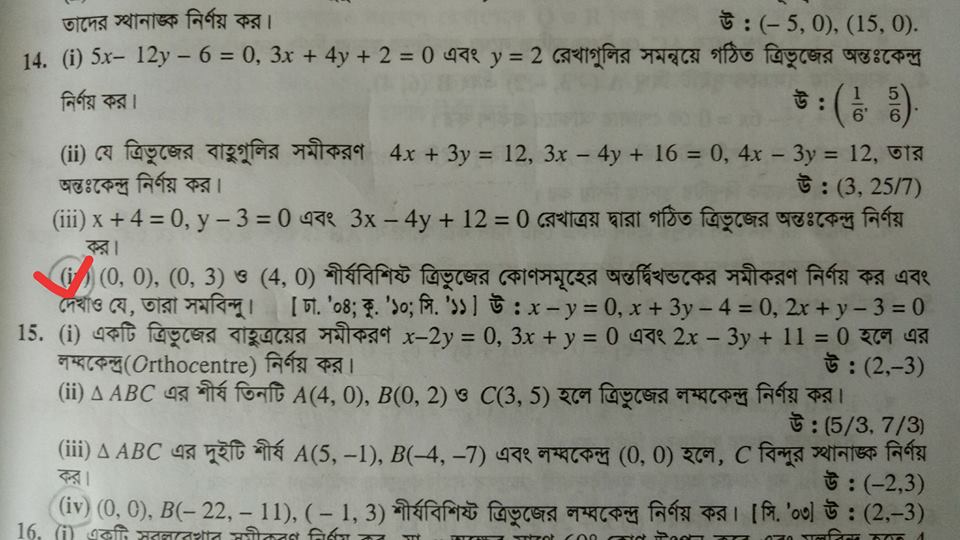 তাদের স্থানাঙ্ক নির্ণয় কর। উ : (– 5, 0), (15, 0).
14. (i) 5x– 12y – 6 = 0, 3x + 4y + 2 = 0 এবং y = 2 রেখাগুলির সমন্বয়ে গঠিত ত্রিভুজের অন্তঃকেন্দ্র
নির্ণয় কর। উ : (1/6, 5/6).
(ii) যে ত্রিভুজের বাহুগুলির সমীকরণ 4x + 3y = 12, 3x – 4y + 16 = 0, 4x – 3y = 12, তার
অন্তঃকেন্দ্র নির্ণয় কর। উ : (3, 25/7)
(iii) x + 4 = 0, y – 3 = 0 এবং 3x – 4y + 12 = 0 রেখাত্রয় দ্বারা গঠিত ত্রিভুজের অন্তঃকেন্দ্র নির্ণয়
কর।
(iv) (0, 0), (0, 3) ও (4, 0) শীর্ষবিশিষ্ট ত্রিভুজের কোণসমূহের অন্তর্দ্বিখন্ডকের সমীকরণ নির্ণয় কর এবং
দেখাও যে, তারা সমবিন্দু। [ ঢা. '০৪; কু. '১০; সি. '১১ ] উ : x – y = 0, x + 3y – 4 = 0, 2x + y – 3 = 0
15. (i) একটি ত্রিভুজের বাহুত্রয়ের সমীকরণ x–2y = 0, 3x + y = 0 এবং 2x – 3y + 11 = 0 হলে এর
লম্বকেন্দ্র(Orthocentre) নির্ণয় কর। উ : (2,–3)
(ii) Δ ABC এর শীর্ষ তিনটি A(4, 0), B(0, 2) ও C(3, 5) হলে ত্রিভুজের লম্বকেন্দ্র নির্ণয় কর।
উ : (5/3, 7/3)
(iii) Δ ABC এর দুইটি শীর্ষ A(5, –1), B(–4, –7) এবং লম্বকেন্দ্র (0, 0) হলে, C বিন্দুর স্থানাঙ্ক নির্ণয়
কর। উ : (–2,3)
(iv) (0, 0), B(– 22, – 11), ( – 1, 3) শীর্ষবিশিষ্ট ত্রিভুজের লম্বকেন্দ্র নির্ণয় কর। [সি. '০৩] উ : (2,–3)
16. (i) একটি সরলরেখার সমীকরণ নির্ণয় কর